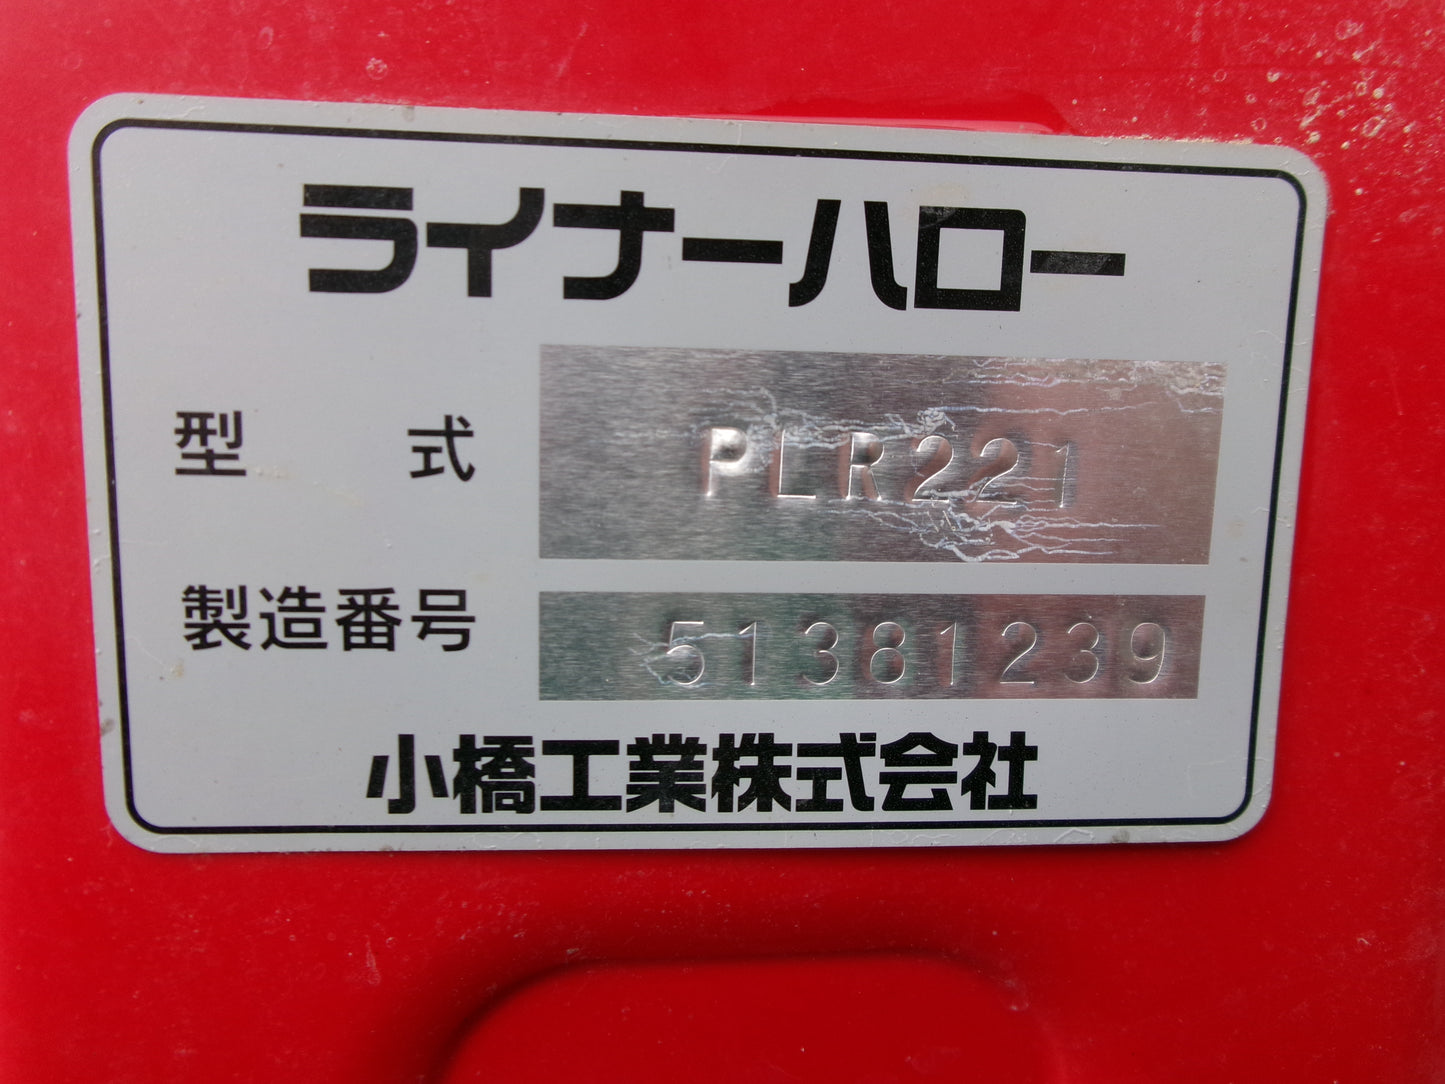 ライナーハロー
型式 PLR221
製造番号 51381239
小橋工業株式会社